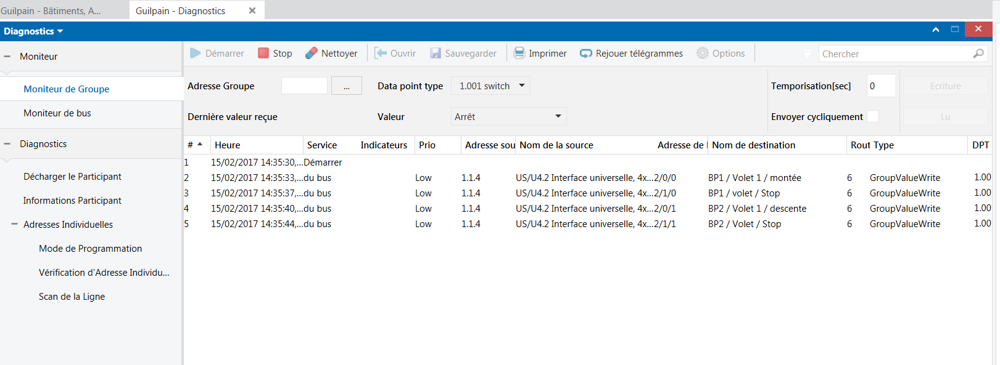 Guilpain - Bâtiments, A...
Guilpain - Diagnostics
Diagnostics
Moniteur
Moniteur de Groupe
Moniteur de bus
Diagnostics
Décharger le Participant
Informations Participant
Adresses Individuelles
Mode de Programmation
Vérification d'Adresse Individu...
Scan de la Ligne
Démarrer Stop Nettoyer Ouvrir Sauvegarder Imprimer Rejouer télégrammes Options Chercher
Adresse Groupe ... Data point type 1.001 switch Temporisation[sec] 0 Ecriture
Dernière valeur reçue Valeur Arrêt Envoyer cycliquement Lu
# Heure Service Indicateurs Prio Adresse sou Nom de la source Adresse de l Nom de destination Rout Type DPT
1 15/02/2017 14:35:30,... Démarrer
2 15/02/2017 14:35:33,... du bus Low 1.1.4 US/U4.2 Interface universelle, 4x... 2/0/0 BP1 / Volet 1 / montée 6 GroupValueWrite 1.00
3 15/02/2017 14:35:37,... du bus Low 1.1.4 US/U4.2 Interface universelle, 4x... 2/1/0 BP1 / volet / Stop 6 GroupValueWrite 1.00
4 15/02/2017 14:35:40,... du bus Low 1.1.4 US/U4.2 Interface universelle, 4x... 2/0/1 BP2 / Volet 1 / descente 6 GroupValueWrite 1.00
5 15/02/2017 14:35:44,... du bus Low 1.1.4 US/U4.2 Interface universelle, 4x... 2/1/1 BP2 / Volet / Stop 6 GroupValueWrite 1.00